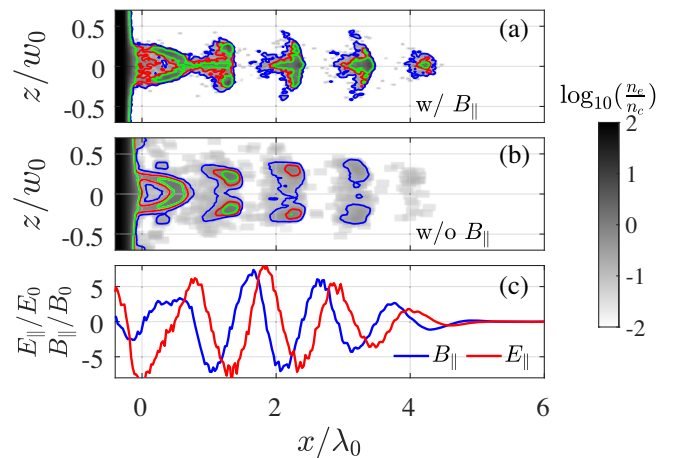 0.5
0
-0.5
z/w₀
(a)
w/ B∥
0.5
0
-0.5
z/w₀
(b)
w/o B∥
log₁₀(nₑ/n꜀)
2
1
0
-1
-2
5
0
-5
E∥/E₀
B∥/B₀
(c)
B∥
E∥
0
2
4
6
x/λ₀